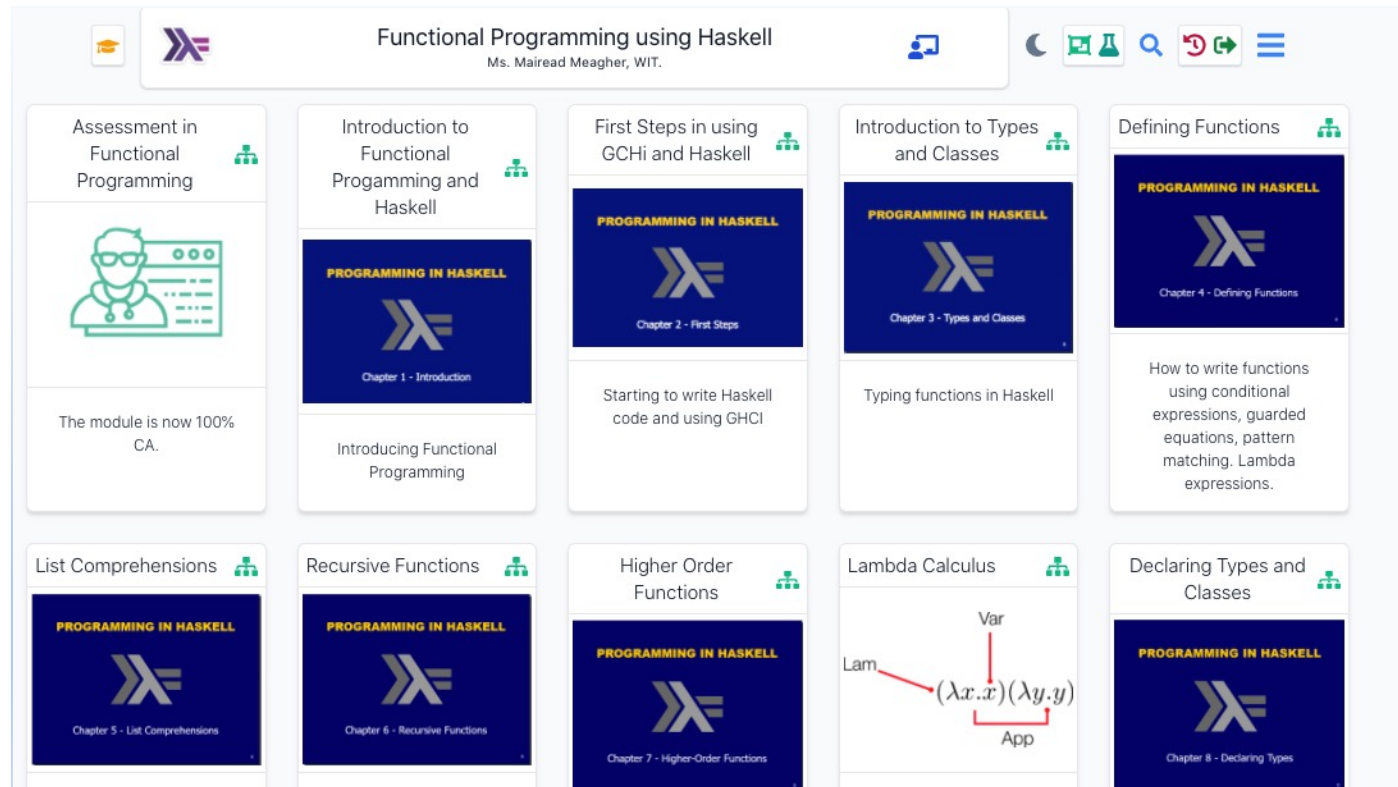 Functional Programming using Haskell
Ms. Mairead Meagher, WIT.
Assessment in
Functional
Programming
The module is now 100%
CA.
Introduction to
Functional
Progamming and
Haskell
PROGRAMMING IN HASKELL
Chapter 1 - Introduction
Introducing Functional
Programming
First Steps in using
GCHi and Haskell
PROGRAMMING IN HASKELL
Chapter 2 - First Steps
Starting to write Haskell
code and using GHCI
Introduction to Types
and Classes
PROGRAMMING IN HASKELL
Chapter 3 - Types and Classes
Typing functions in Haskell
Defining Functions
PROGRAMMING IN HASKELL
Chapter 4 - Defining Functions
How to write functions
using conditional
expressions, guarded
equations, pattern
matching. Lambda
expressions.
List Comprehensions
PROGRAMMING IN HASKELL
Chapter 5 - List Comprehensions
Recursive Functions
PROGRAMMING IN HASKELL
Chapter 6 - Recursive Functions
Higher Order
Functions
PROGRAMMING IN HASKELL
Chapter 7 - Higher-Order Functions
Lambda Calculus
Var
Lam
(λx.x)(λy.y)
App
Declaring Types and
Classes
PROGRAMMING IN HASKELL
Chapter 8 - Declaring Types